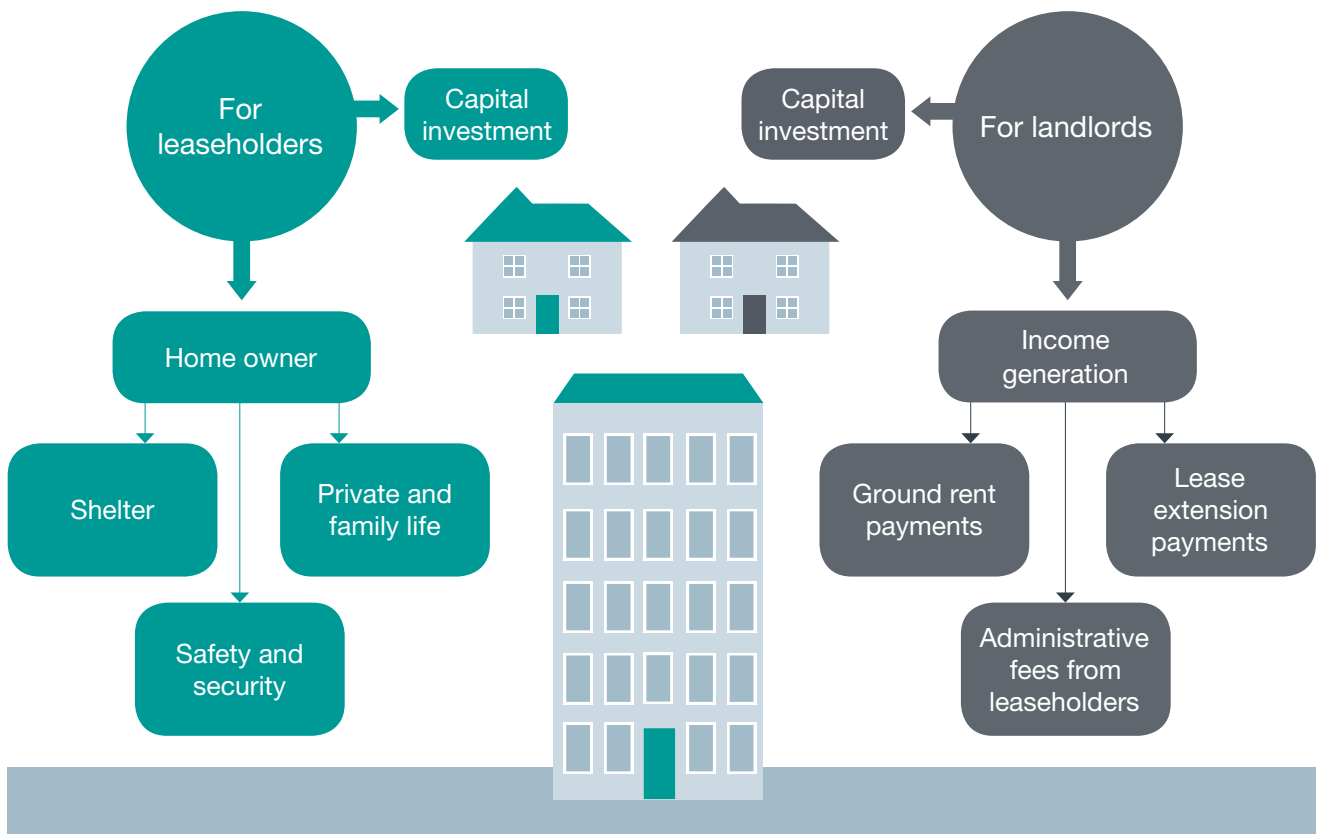 For
leaseholders
Capital
investment
Home owner
Shelter
Private and
family life
Safety and
security
Capital
investment
For landlords
Income
generation
Ground rent
payments
Lease
extension
payments
Administrative
fees from
leaseholders